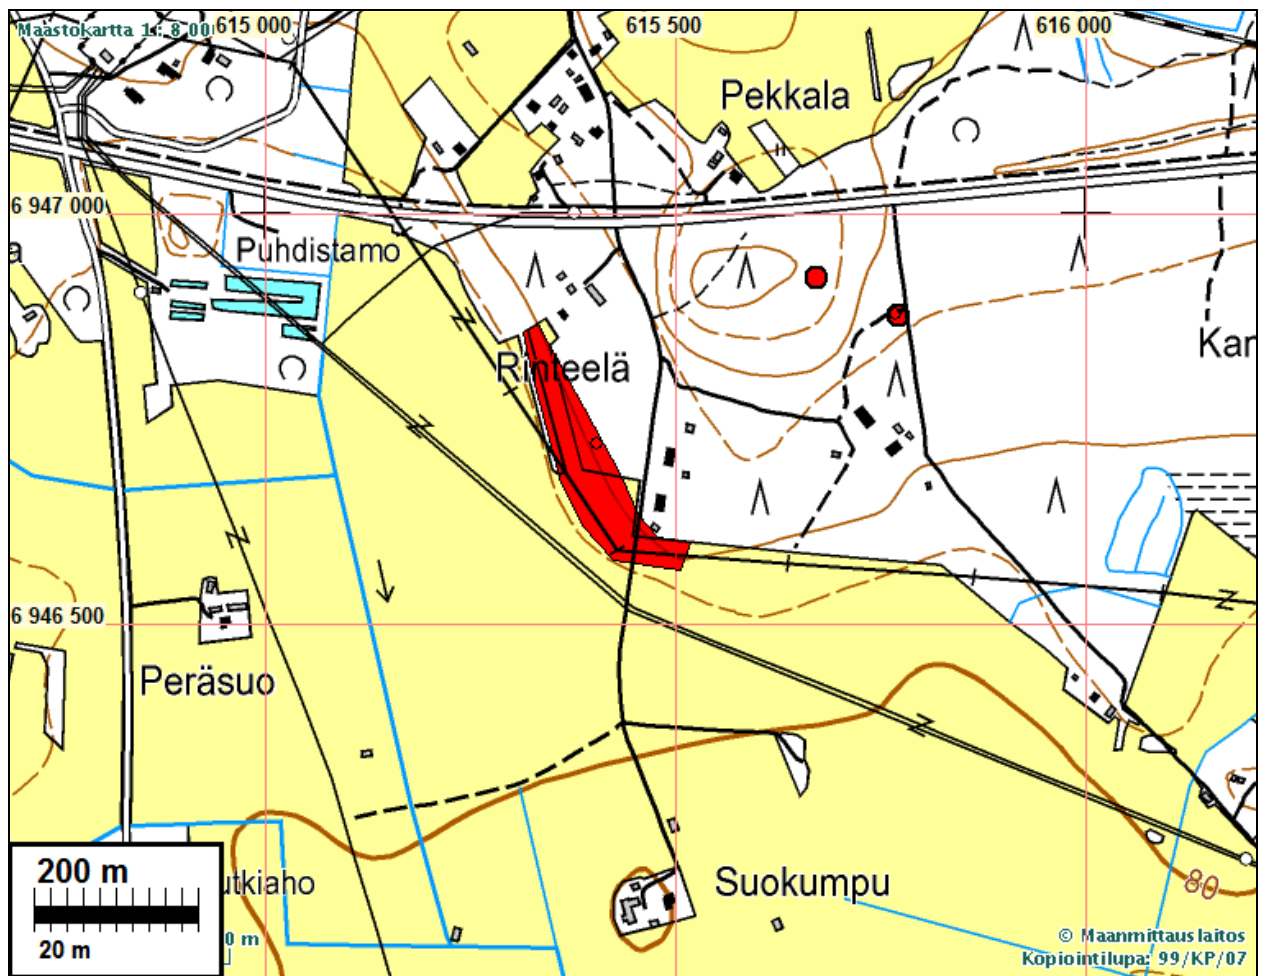 Maastokartta 1 : 8 00
615 000
615 500
616 000
Pekkala
6 947 000
Puhdistamo
a
Kar
Rinteelä
6 946 500
Peräsuo
200 m
20 m
utkiaho
0 m
Suokumpu
80
© Maanmittauslaitos
Kopiointilupa: 99/KP/07